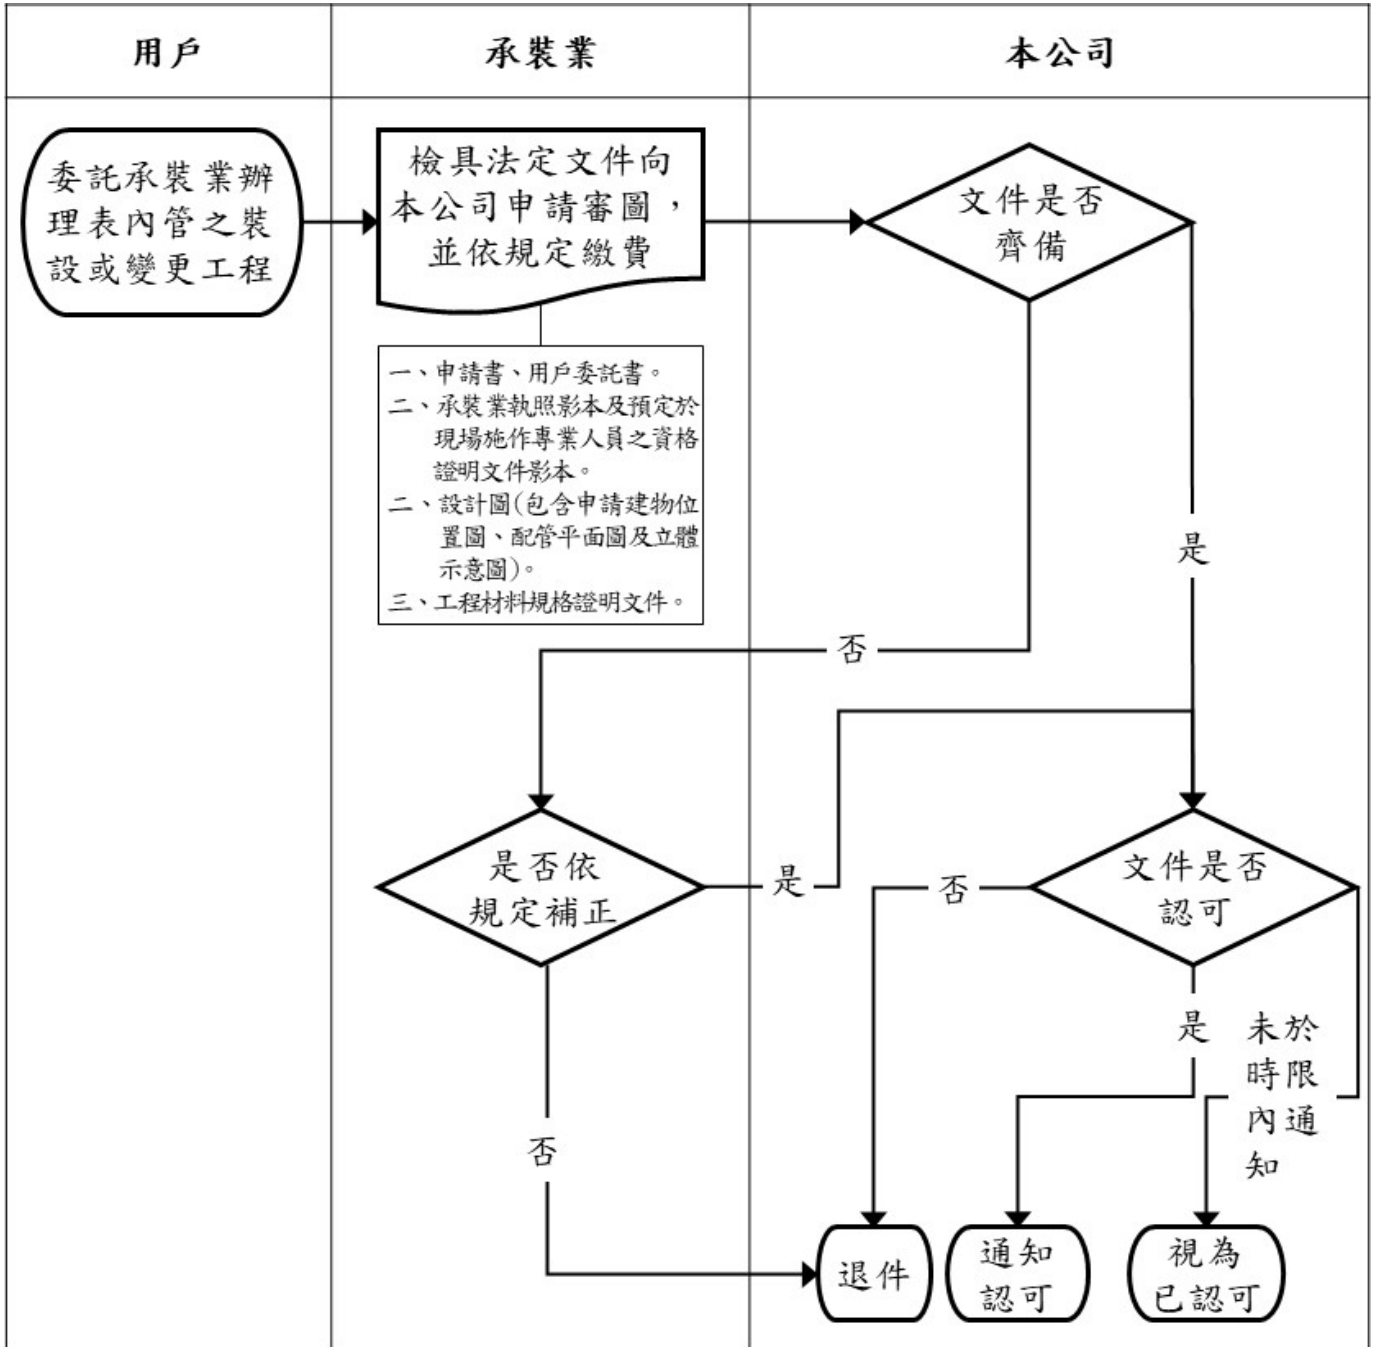 用戶
承裝業
本公司
委託承裝業辦
理表內管之裝
設或變更工程
檢具法定文件向
本公司申請審圖，
並依規定繳費
文件是否
齊備
一、申請書、用戶委託書。
二、承裝業執照影本及預定於
現場施作專業人員之資格
證明文件影本。
二、設計圖(包含申請建物位
置圖、配管平面圖及立體
示意圖)。
三、工程材料規格證明文件。
是
否
是否依
規定補正
是
否
文件是否
認可
是
未於
時限
內通
知
否
退件
通知
認可
視為
已認可